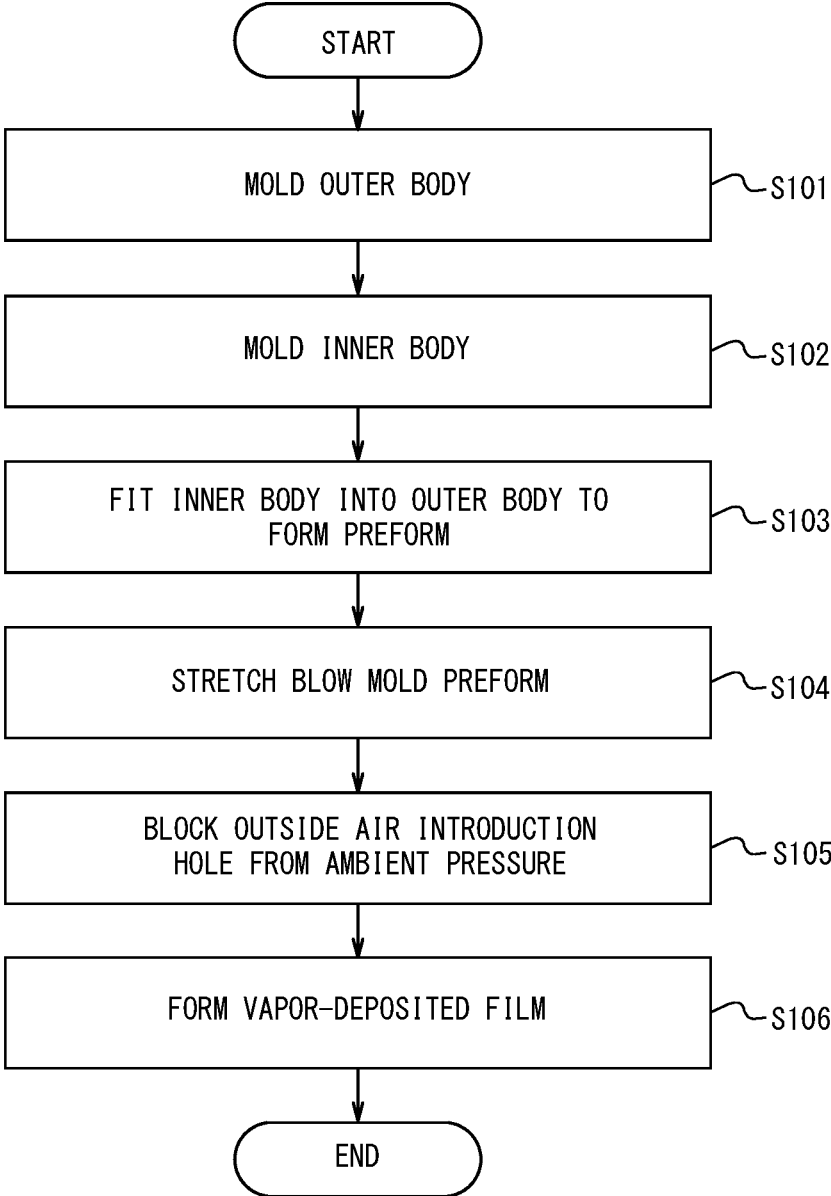 START
MOLD OUTER BODY
S101
MOLD INNER BODY
S102
FIT INNER BODY INTO OUTER BODY TO
FORM PREFORM
S103
STRETCH BLOW MOLD PREFORM
S104
BLOCK OUTSIDE AIR INTRODUCTION
HOLE FROM AMBIENT PRESSURE
S105
FORM VAPOR-DEPOSITED FILM
S106
END